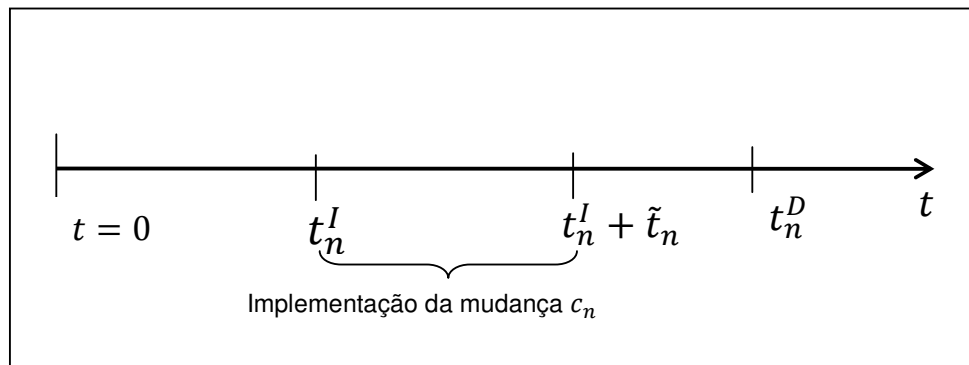 t = 0
t_n^I
t_n^I + t̃_n
t_n^D
t
Implementação da mudança c_n